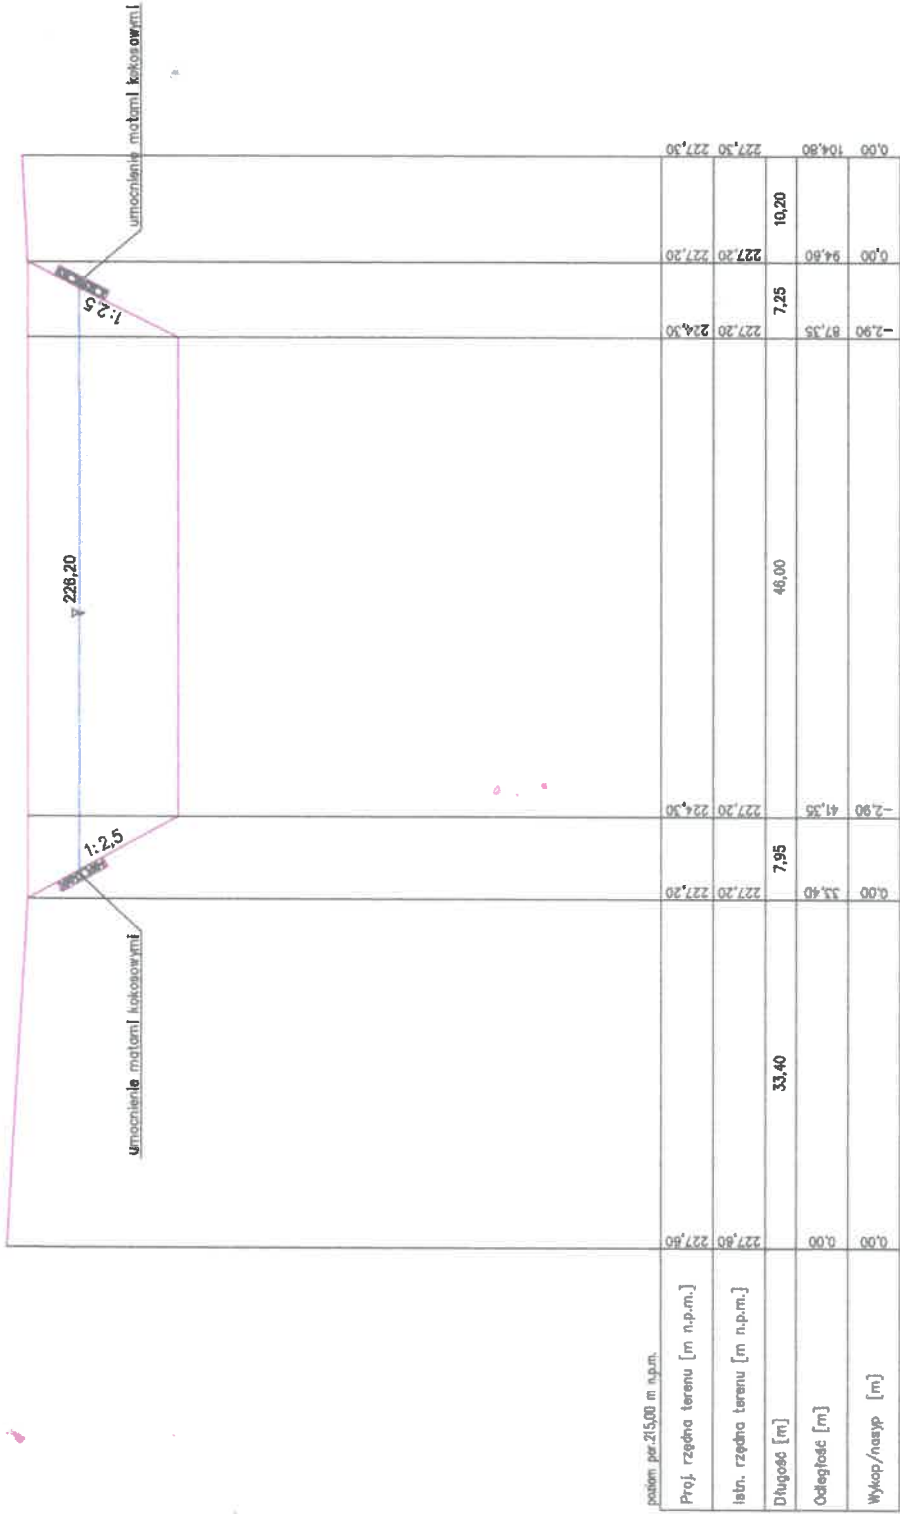 umocnienie matami kokosowymi
1:2,5
226,20
1:2,5
umocnienie matami kokosowymi
poziom por.215,00 m n.p.m.
Proj. rzędna terenu [m n.p.m.] 227,60 227,20 224,30 224,30 227,20 227,30
Istn. rzędna terenu [m n.p.m.] 227,60 227,20 227,20 227,20 227,20 227,30
Długość [m] 33,40 7,95 46,00 7,25 10,20
Odległość [m] 0,00 33,40 41,35 87,35 94,60 104,80
Wykop/nasyp [m] 0,00 0,00 -2,90 -2,90 0,00 0,00